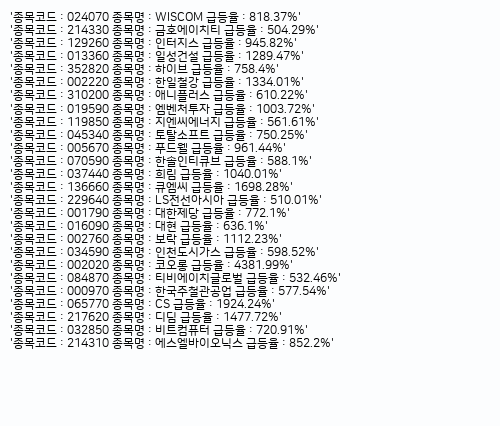 '종목코드 : 024070 종목명 : WISCOM 급등율 : 818.37%'
'종목코드 : 214330 종목명 : 금호에이치티 급등율 : 504.29%'
'종목코드 : 129260 종목명 : 인터지스 급등율 : 945.82%'
'종목코드 : 013360 종목명 : 일성건설 급등율 : 1289.47%'
'종목코드 : 352820 종목명 : 하이브 급등율 : 758.4%'
'종목코드 : 002220 종목명 : 한일철강 급등율 : 1334.01%'
'종목코드 : 310200 종목명 : 애니플러스 급등율 : 610.22%'
'종목코드 : 019590 종목명 : 엠벤처투자 급등율 : 1003.72%'
'종목코드 : 119850 종목명 : 지엔씨에너지 급등율 : 561.61%'
'종목코드 : 045340 종목명 : 토탈소프트 급등율 : 750.25%'
'종목코드 : 005670 종목명 : 푸드웰 급등율 : 961.44%'
'종목코드 : 070590 종목명 : 한솔인티큐브 급등율 : 588.1%'
'종목코드 : 037440 종목명 : 희림 급등율 : 1040.01%'
'종목코드 : 136660 종목명 : 큐엠씨 급등율 : 1698.28%'
'종목코드 : 229640 종목명 : LS전선아시아 급등율 : 510.01%'
'종목코드 : 001790 종목명 : 대한제당 급등율 : 772.1%'
'종목코드 : 016090 종목명 : 대현 급등율 : 636.1%'
'종목코드 : 002760 종목명 : 보락 급등율 : 1112.23%'
'종목코드 : 034590 종목명 : 인천도시가스 급등율 : 598.52%'
'종목코드 : 002020 종목명 : 코오롱 급등율 : 4381.99%'
'종목코드 : 084870 종목명 : 티비에이치글로벌 급등율 : 532.46%'
'종목코드 : 000970 종목명 : 한국주철관공업 급등율 : 577.54%'
'종목코드 : 065770 종목명 : CS 급등율 : 1924.24%'
'종목코드 : 217620 종목명 : 디딤 급등율 : 1477.72%'
'종목코드 : 032850 종목명 : 비트컴퓨터 급등율 : 720.91%'
'종목코드 : 214310 종목명 : 에스엘바이오닉스 급등율 : 852.2%'